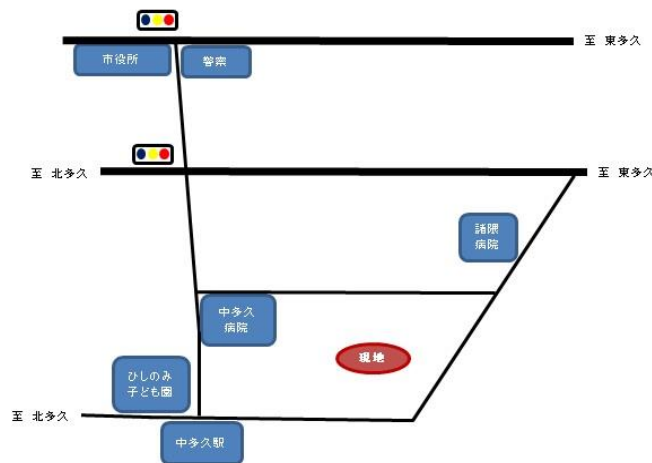 至 東多久
市役所
警察
至 北多久
至 東多久
諸隈
病院
中多久
病院
現地
ひしのみ
子ども園
至 北多久
中多久駅